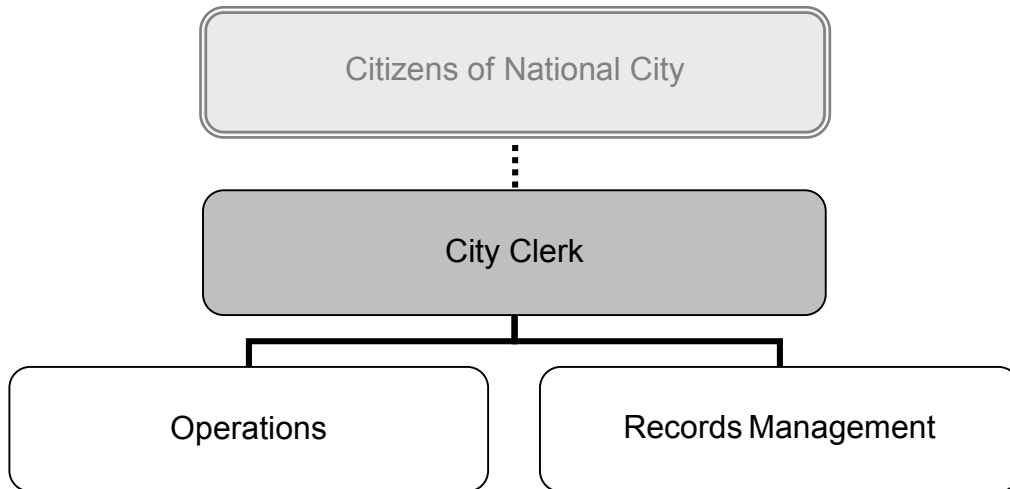 Citizens of National City
City Clerk
Operations
Records Management